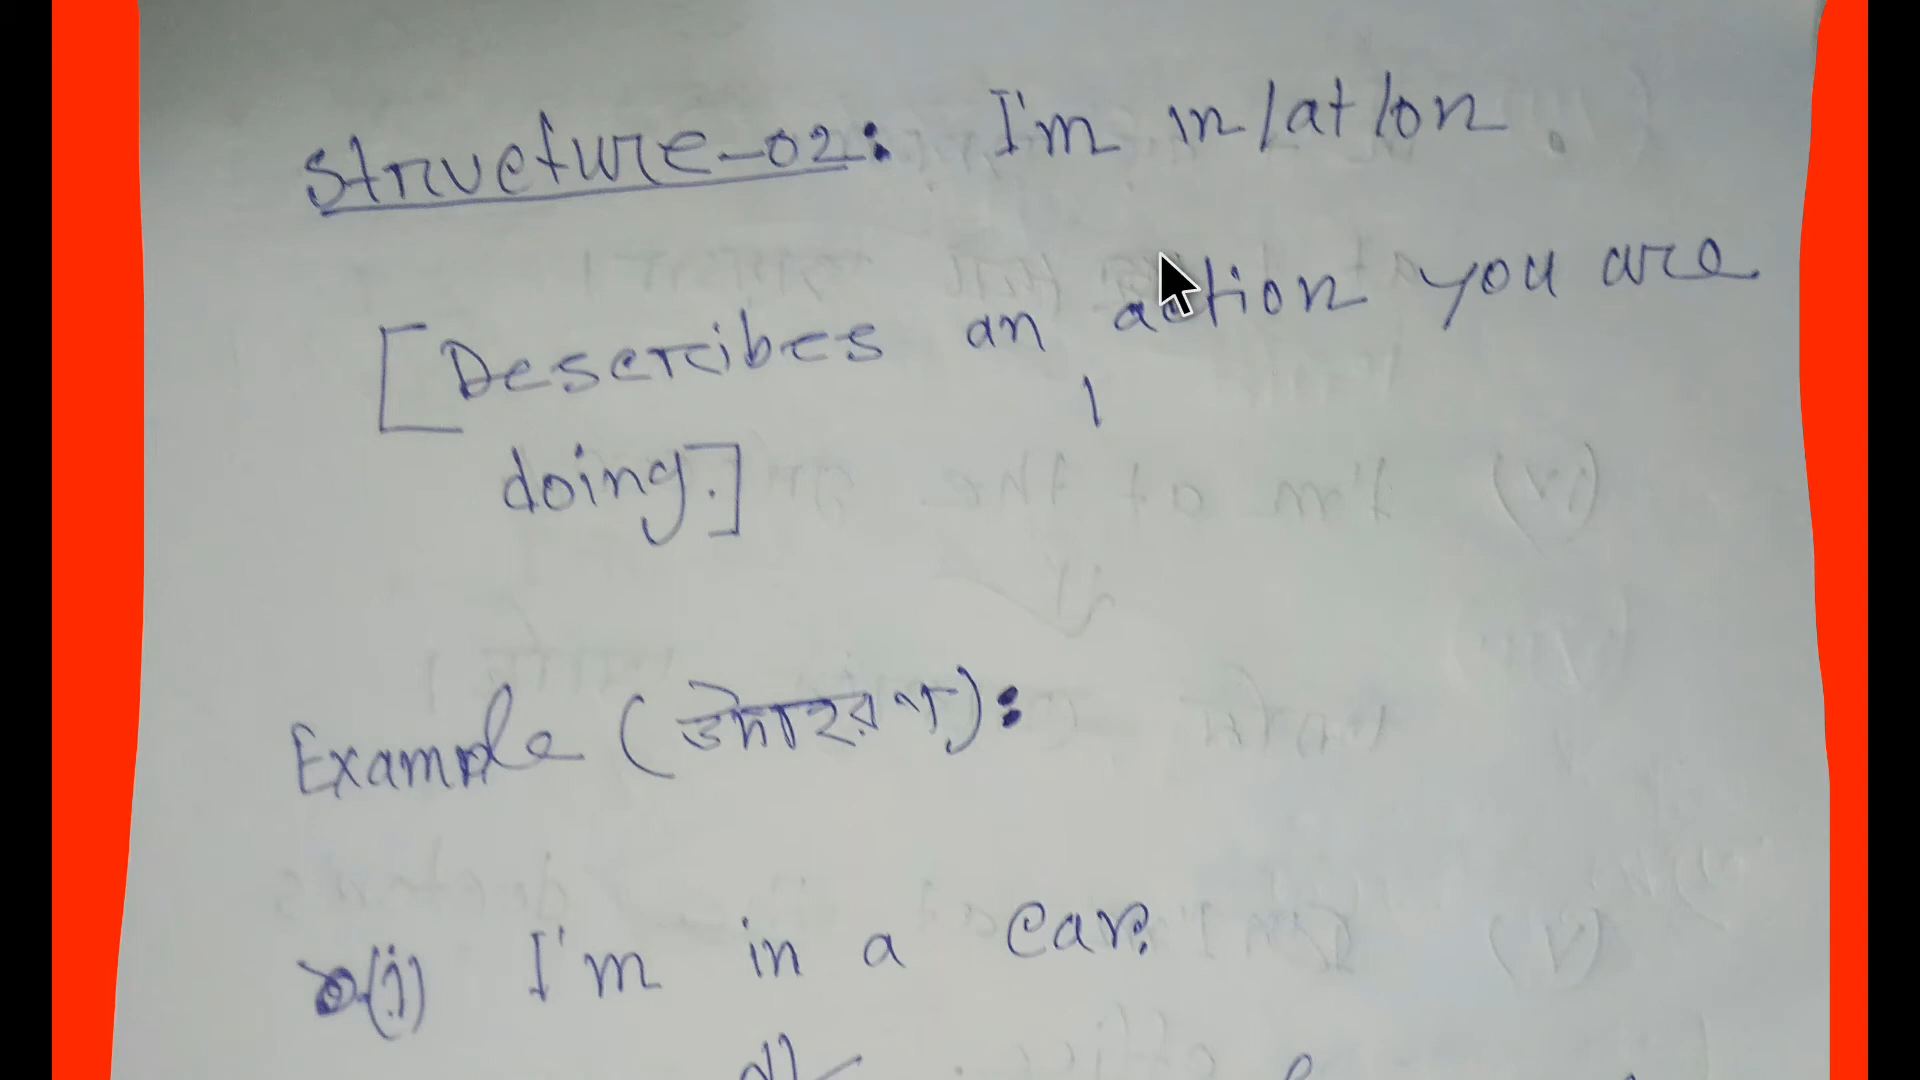 Structure-02: I'm in/at/on.
[Describes an action you are
doing.]
Example (উদাহরণ):
(i) I'm in a car.